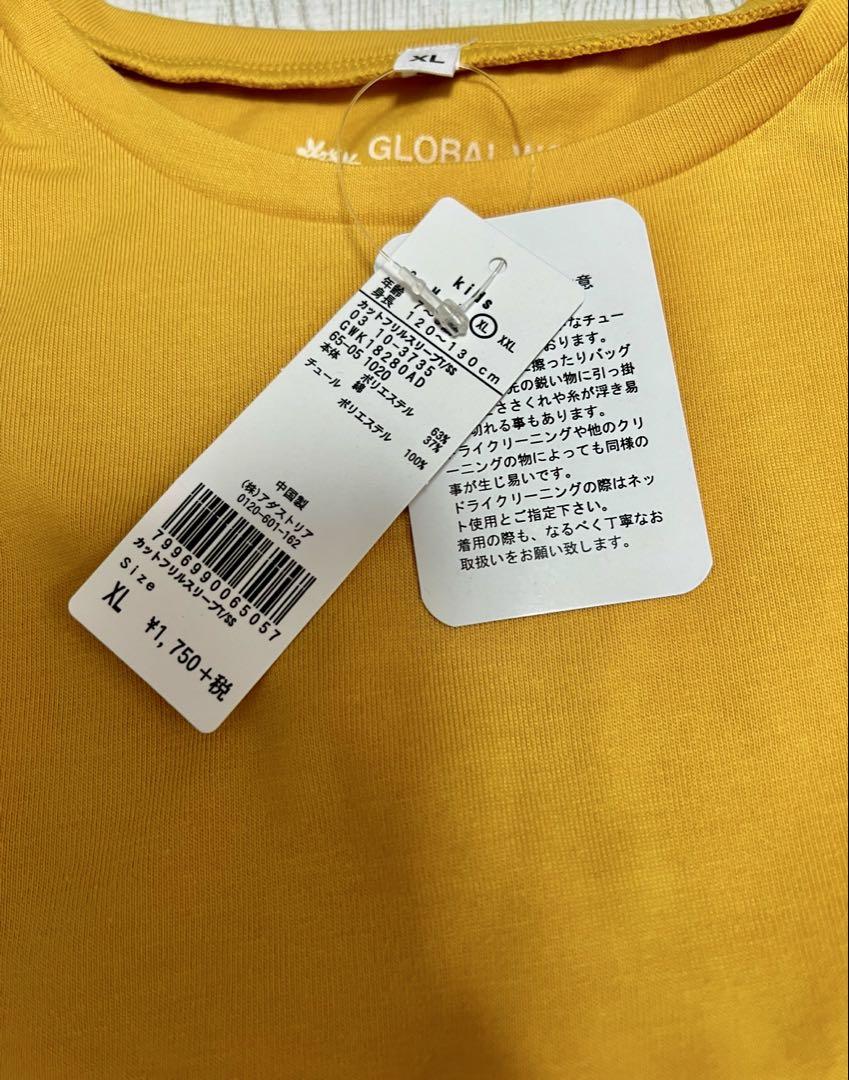 XL
GLOBAL
kids
XL XXL
年齢 7~
身長 120~130cm
カットフリルスリーブT/SS
03 10-3735
GWK18280AD
65-05 1020
本体 ポリエステル 63%
綿 37%
チュール ポリエステル 100%
中国製
(株)アダストリア
0120-601-162
7996990065057
カットフリルスリーブT/SS
Size
XL ¥1,750+税
意
なチュー
おります。
擦ったりバッグ
先の鋭い物に引っ掛
ささくれや糸が浮き易
切れる事もあります。
ドライクリーニングや他のクリ
ーニングの物によっても同様の
事が生じ易いです。
ドライクリーニングの際はネッ
ト使用とご指定下さい。
着用の際も、なるべく丁寧なお
取扱いをお願い致します。